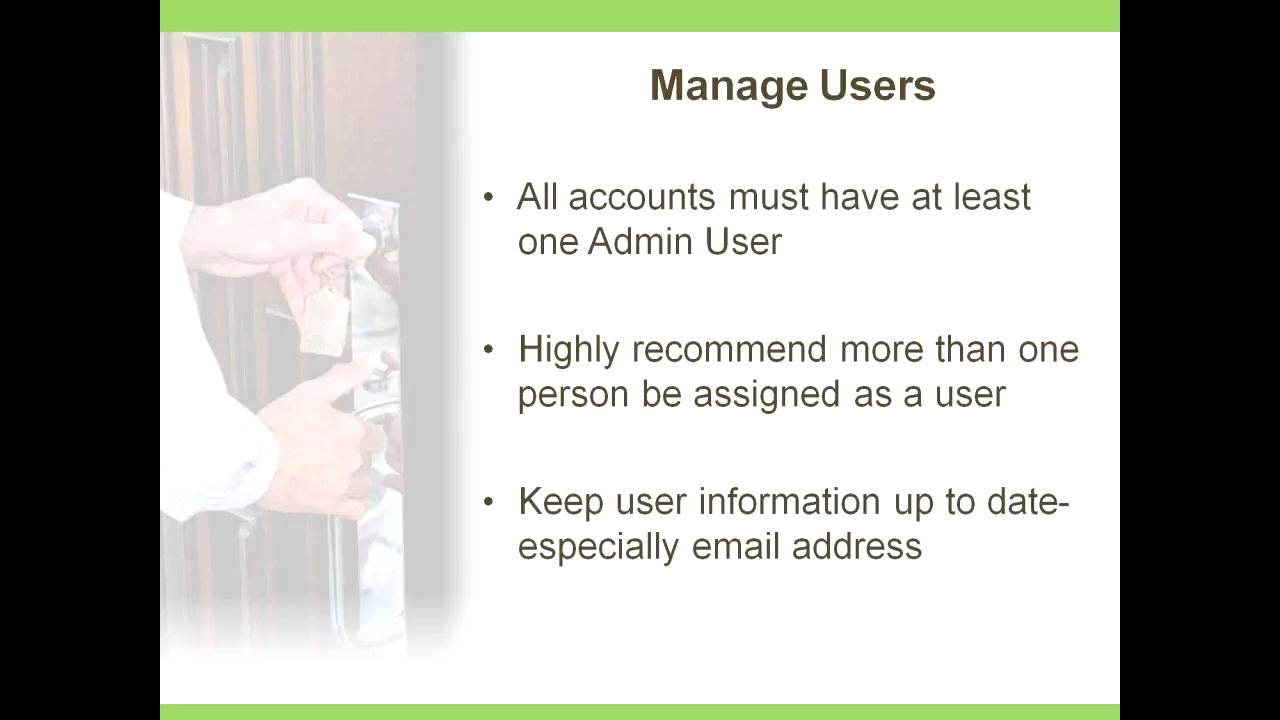 Manage Users
• All accounts must have at least
one Admin User
• Highly recommend more than one
person be assigned as a user
• Keep user information up to date-
especially email address